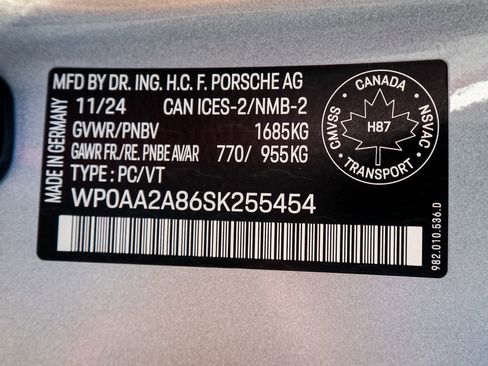 MFD BY DR. ING. H.C. F. PORSCHE AG
11/24 CAN ICES-2/NMB-2
GVWR/PNBV 1685KG
GAWR FR./RE. PNBE AV/AR 770/ 955KG
TYPE : PC/VT
WP0AA2A86SK255454
MADE IN GERMANY
CANADA
CMVSS
H87
NSVAC
TRANSPORT
982.010.536.D